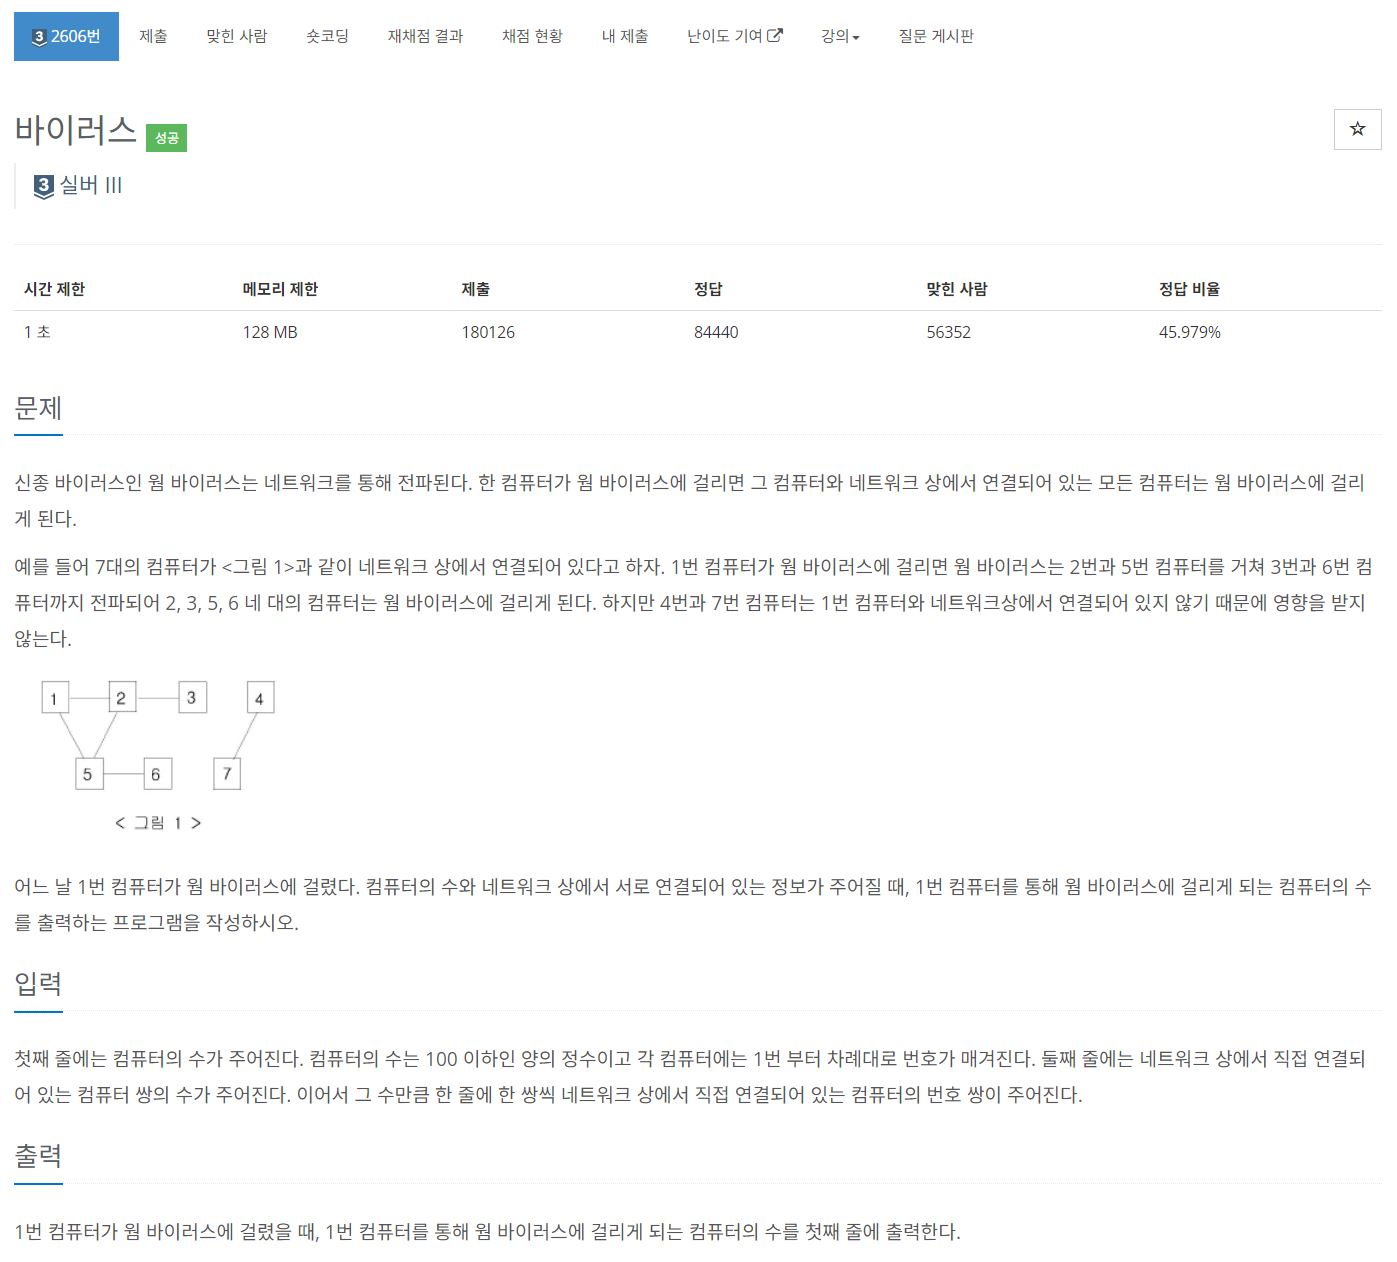 3 2606번 제출 맞힌 사람 숏코딩 재채점 결과 채점 현황 내 제출 난이도 기여 강의 질문 게시판
바이러스 성공
3 실버 III
시간 제한 메모리 제한 제출 정답 맞힌 사람 정답 비율
1 초 128 MB 180126 84440 56352 45.979%
문제
신종 바이러스인 웜 바이러스는 네트워크를 통해 전파된다. 한 컴퓨터가 웜 바이러스에 걸리면 그 컴퓨터와 네트워크 상에서 연결되어 있는 모든 컴퓨터는 웜 바이러스에 걸리
게 된다.
예를 들어 7대의 컴퓨터가 <그림 1>과 같이 네트워크 상에서 연결되어 있다고 하자. 1번 컴퓨터가 웜 바이러스에 걸리면 웜 바이러스는 2번과 5번 컴퓨터를 거쳐 3번과 6번 컴
퓨터까지 전파되어 2, 3, 5, 6 네 대의 컴퓨터는 웜 바이러스에 걸리게 된다. 하지만 4번과 7번 컴퓨터는 1번 컴퓨터와 네트워크상에서 연결되어 있지 않기 때문에 영향을 받지
않는다.
1 2 3 4
5 6 7
< 그림 1 >
어느 날 1번 컴퓨터가 웜 바이러스에 걸렸다. 컴퓨터의 수와 네트워크 상에서 서로 연결되어 있는 정보가 주어질 때, 1번 컴퓨터를 통해 웜 바이러스에 걸리게 되는 컴퓨터의 수
를 출력하는 프로그램을 작성하시오.
입력
첫째 줄에는 컴퓨터의 수가 주어진다. 컴퓨터의 수는 100 이하인 양의 정수이고 각 컴퓨터에는 1번 부터 차례대로 번호가 매겨진다. 둘째 줄에는 네트워크 상에서 직접 연결되
어 있는 컴퓨터 쌍의 수가 주어진다. 이어서 그 수만큼 한 줄에 한 쌍씩 네트워크 상에서 직접 연결되어 있는 컴퓨터의 번호 쌍이 주어진다.
출력
1번 컴퓨터가 웜 바이러스에 걸렸을 때, 1번 컴퓨터를 통해 웜 바이러스에 걸리게 되는 컴퓨터의 수를 첫째 줄에 출력한다.